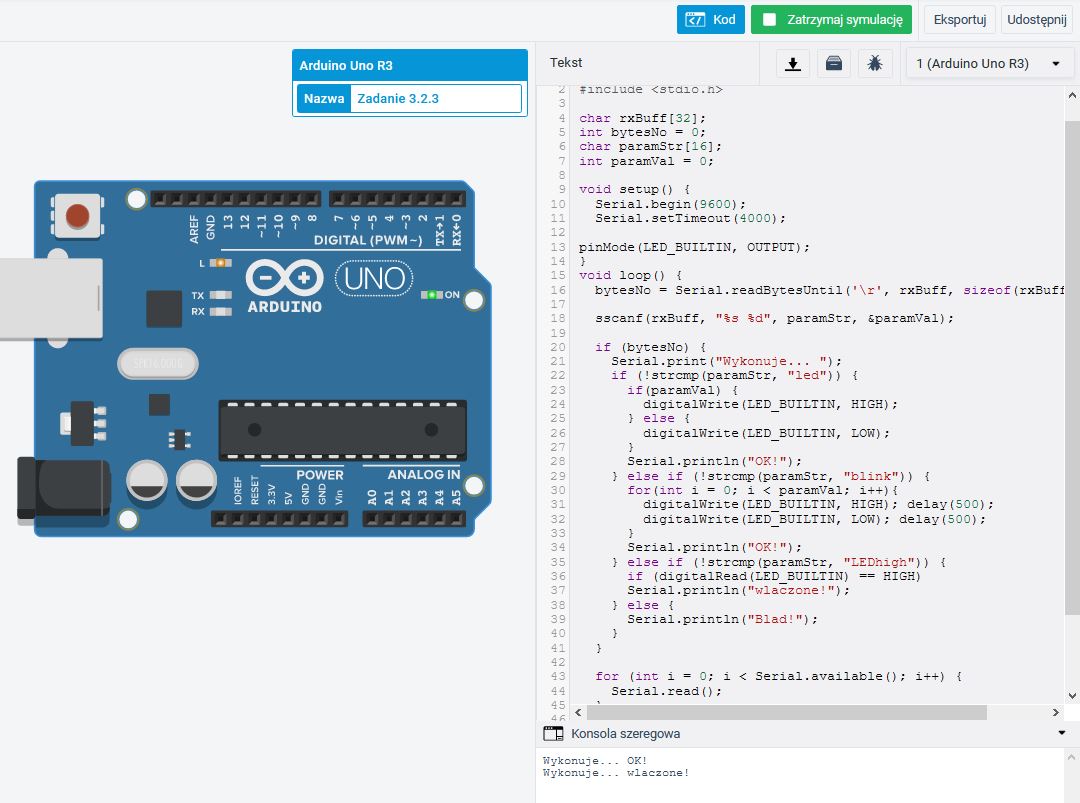 Kod
Zatrzymaj symulację
Eksportuj
Udostępnij
Arduino Uno R3
Nazwa
Zadanie 3.2.3
Tekst
1 (Arduino Uno R3)
AREF
GND
13
12
~11
~10
~9
8
7
~6
~5
4
~3
2
TX→1
RX←0
DIGITAL (PWM~)
L
TX
RX
ARDUINO
UNO
ON
POWER
ANALOG IN
IOREF
RESET
3.3V
5V
GND
GND
Vin
A0
A1
A2
A3
A4
A5
2 #include <stdio.h>
3
4 char rxBuff[32];
5 int bytesNo = 0;
6 char paramStr[16];
7 int paramVal = 0;
8
9 void setup() {
10 Serial.begin(9600);
11 Serial.setTimeout(4000);
12
13 pinMode(LED_BUILTIN, OUTPUT);
14 }
15 void loop() {
16 bytesNo = Serial.readBytesUntil('\r', rxBuff, sizeof(rxBuff
17
18 sscanf(rxBuff, "%s %d", paramStr, &paramVal);
19
20 if (bytesNo) {
21 Serial.print("Wykonuje... ");
22 if (!strcmp(paramStr, "led")) {
23 if(paramVal) {
24 digitalWrite(LED_BUILTIN, HIGH);
25 } else {
26 digitalWrite(LED_BUILTIN, LOW);
27 }
28 Serial.println("OK!");
29 } else if (!strcmp(paramStr, "blink")) {
30 for(int i = 0; i < paramVal; i++){
31 digitalWrite(LED_BUILTIN, HIGH); delay(500);
32 digitalWrite(LED_BUILTIN, LOW); delay(500);
33 }
34 Serial.println("OK!");
35 } else if (!strcmp(paramStr, "LEDhigh")) {
36 if (digitalRead(LED_BUILTIN) == HIGH)
37 Serial.println("wlaczone!");
38 } else {
39 Serial.println("Blad!");
40 }
41 }
42
43 for (int i = 0; i < Serial.available(); i++) {
44 Serial.read();
45 }
46
Konsola szeregowa
Wykonuje... OK!
Wykonuje... wlaczone!